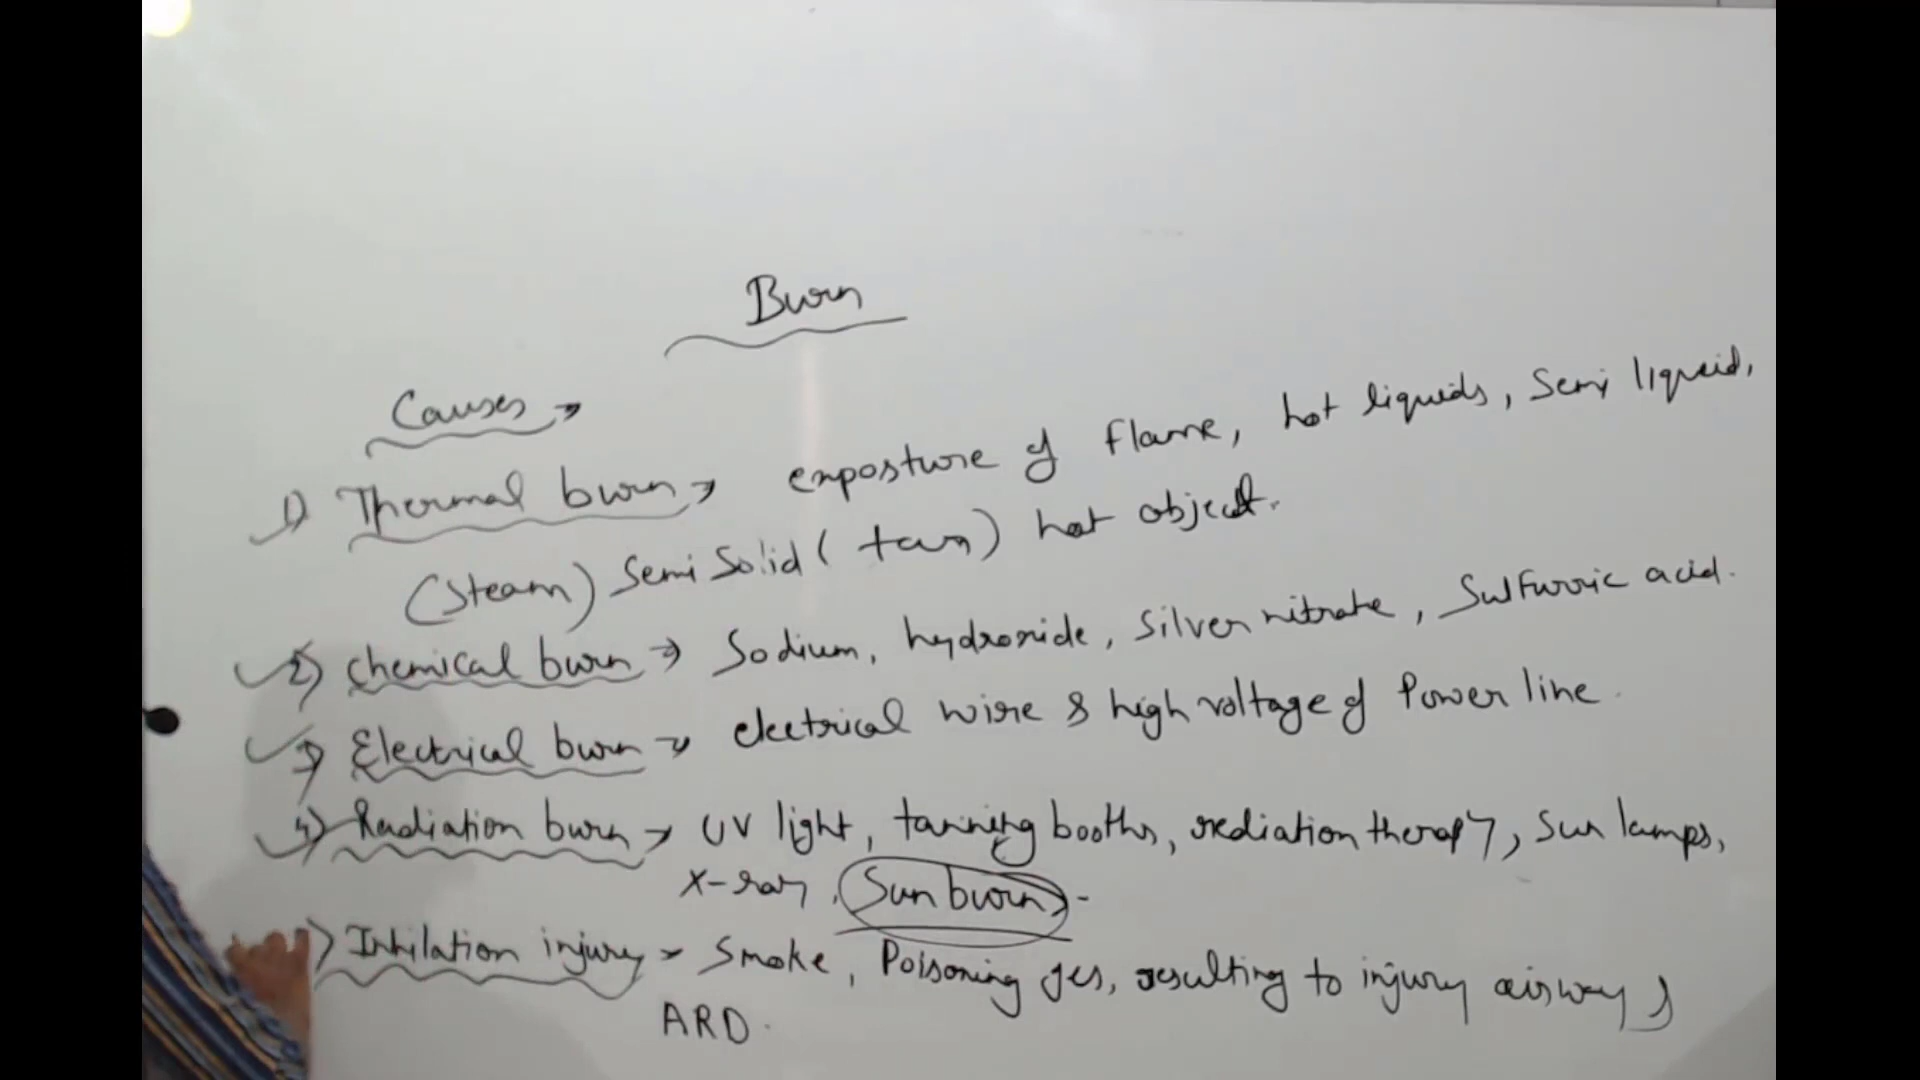 Burn
Causes →
1) Thermal burn → exposture of flame, hot liquids, Semi liquid,
(steam) Semi Solid (tar) hot object.
2) Chemical burn → Sodium, hydroxide, Silver nitrate, Sulfuric acid.
3) Electrical burn → electrical wire & high voltage of Power line.
4) Radiation burn → UV light, tanning booths, rediation therapy, Sun lamps,
X-ray, Sun burn -
) Inhilation injury → Smoke, Poisoning ges, resulting to injury airway &
ARD.